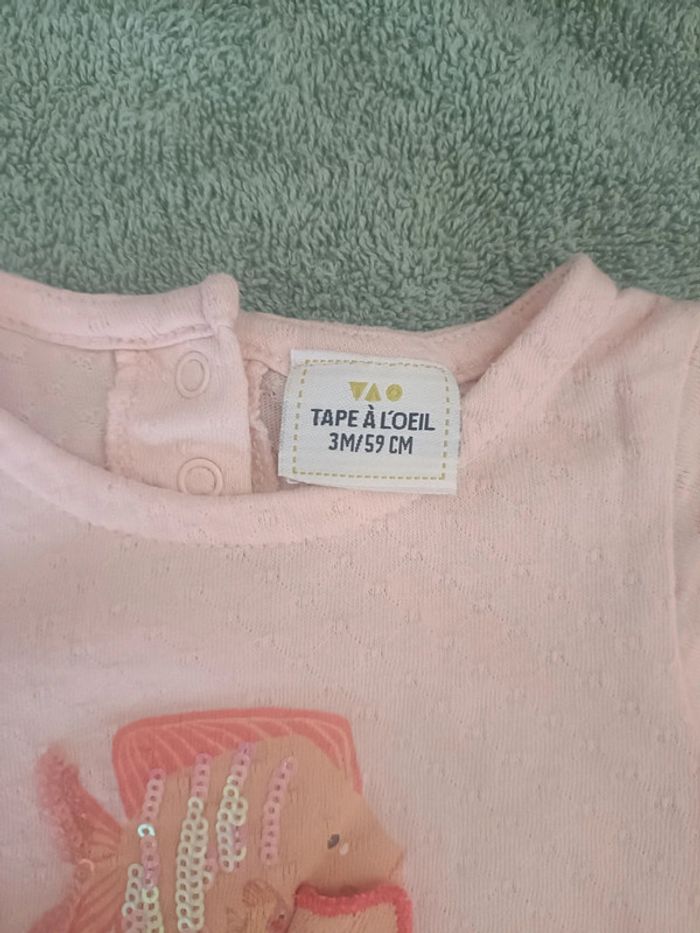 TAPE À L'OEIL
3M/59 CM